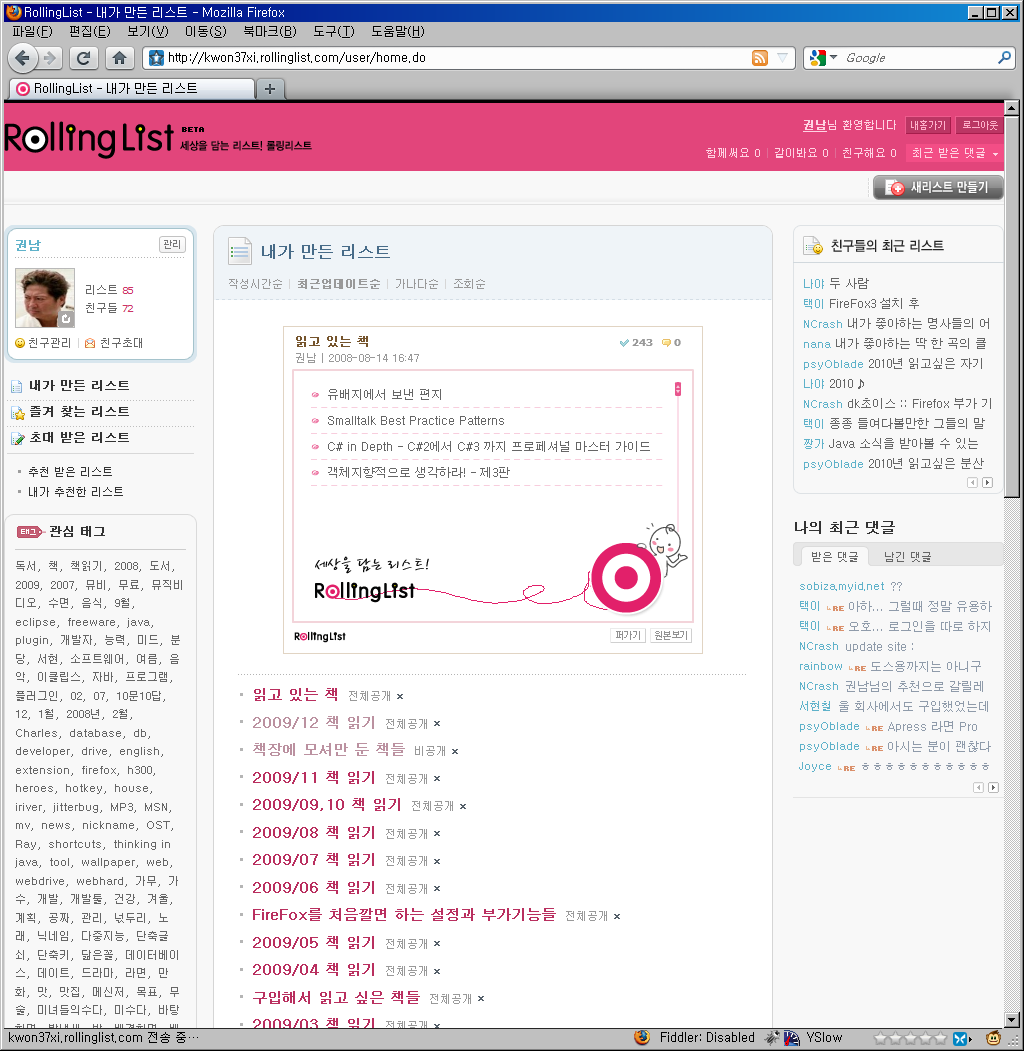 RollingList - 내가 만든 리스트 - Mozilla Firefox
파일(F) 편집(E) 보기(V) 이동(S) 북마크(B) 도구(T) 도움말(H)
http://kwon37xi.rollinglist.com/user/home.do
Google
RollingList - 내가 만든 리스트
Rolling List BETA
세상을 담는 리스트! 롤링리스트
권남님 환영합니다 내홈가기 로그아웃
함께써요 0 | 같이봐요 0 | 친구해요 0 최근 받은 댓글
새리스트 만들기
권남 관리
리스트 85
친구들 72
친구관리 | 친구초대
내가 만든 리스트
즐겨 찾는 리스트
초대 받은 리스트
추천 받은 리스트
내가 추천한 리스트
태그 관심 태그
독서, 책, 책읽기, 2008, 도서,
2009, 2007, 뮤비, 무료, 뮤직비
디오, 수면, 음식, 9월,
eclipse, freeware, java,
plugin, 개발자, 능력, 미드, 분
당, 서현, 소프트웨어, 여름, 음
악, 이클립스, 자바, 프로그램,
플러그인, 02, 07, 10문10답,
12, 1월, 2008년, 2월,
Charles, database, db,
developer, drive, english,
extension, firefox, h300,
heroes, hotkey, house,
iriver, jitterbug, MP3, MSN,
mv, news, nickname, OST,
Ray, shortcuts, thinking in
java, tool, wallpaper, web,
webdrive, webhard, 가무, 가
수, 개발, 개발툴, 건강, 겨울,
계획, 공짜, 관리, 넋두리, 노
래, 닉네임, 다중지능, 단축글
쇠, 단축키, 닮은꼴, 데이터베이
스, 데이트, 드라마, 라면, 만
화, 맛, 맛집, 메신저, 목표, 무
술, 미녀들의수다, 미수다, 바탕
내가 만든 리스트
작성시간순 | 최근업데이트순 | 가나다순 | 조회순
읽고 있는 책
권남 | 2008-08-14 16:47
243 0
유배지에서 보낸 편지
Smalltalk Best Practice Patterns
C# in Depth - C#2에서 C#3 까지 프로페셔널 마스터 가이드
객체지향적으로 생각하라! - 제3판
세상을 담는 리스트!
RollingList
RollingList 퍼가기 원본보기
읽고 있는 책 전체공개 ×
2009/12 책 읽기 전체공개 ×
책장에 모셔만 둔 책들 비공개 ×
2009/11 책 읽기 전체공개 ×
2009/09,10 책 읽기 전체공개 ×
2009/08 책 읽기 전체공개 ×
2009/07 책 읽기 전체공개 ×
2009/06 책 읽기 전체공개 ×
FireFox를 처음깔면 하는 설정과 부가기능들 전체공개 ×
2009/05 책 읽기 전체공개 ×
2009/04 책 읽기 전체공개 ×
구입해서 읽고 싶은 책들 전체공개 ×
2009/03 책 읽기 전체공개 ×
친구들의 최근 리스트
나야 두 사람
택이 FireFox3 설치 후
NCrash 내가 좋아하는 명사들의 어
nana 내가 좋아하는 딱 한 곡의 클
psyOblade 2010년 읽고싶은 자기
나야 2010♪
NCrash dk초이스 :: Firefox 부가 기
택이 종종 들여다볼만한 그들의 말
짱가 Java 소식을 받아볼 수 있는
psyOblade 2010년 읽고싶은 분산
나의 최근 댓글
받은 댓글 남긴 댓글
sobiza.myid.net ??
택이 RE 아하... 그럴때 정말 유용하
택이 RE 오호... 로그인을 따로 하지
NCrash update site :
rainbow RE 도스용까지는 아니구
NCrash 권남님의 추천으로 갈릴레
서현철 울 회사에서도 구입했었는데
psyOblade RE Apress 라면 Pro
psyOblade RE 아시는 분이 괜찮다
Joyce RE ㅎㅎㅎㅎㅎㅎㅎㅎㅎㅎㅎ
kwon37xi.rollinglist.com 전송 중… Fiddler: Disabled YSlow